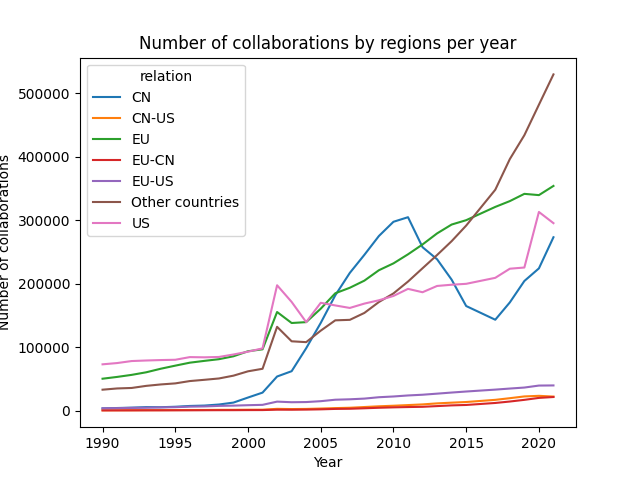 Number of collaborations by regions per year
relation
CN
CN-US
EU
EU-CN
EU-US
Other countries
US
500000
400000
300000
200000
100000
0
Number of collaborations
1990
1995
2000
2005
2010
2015
2020
Year